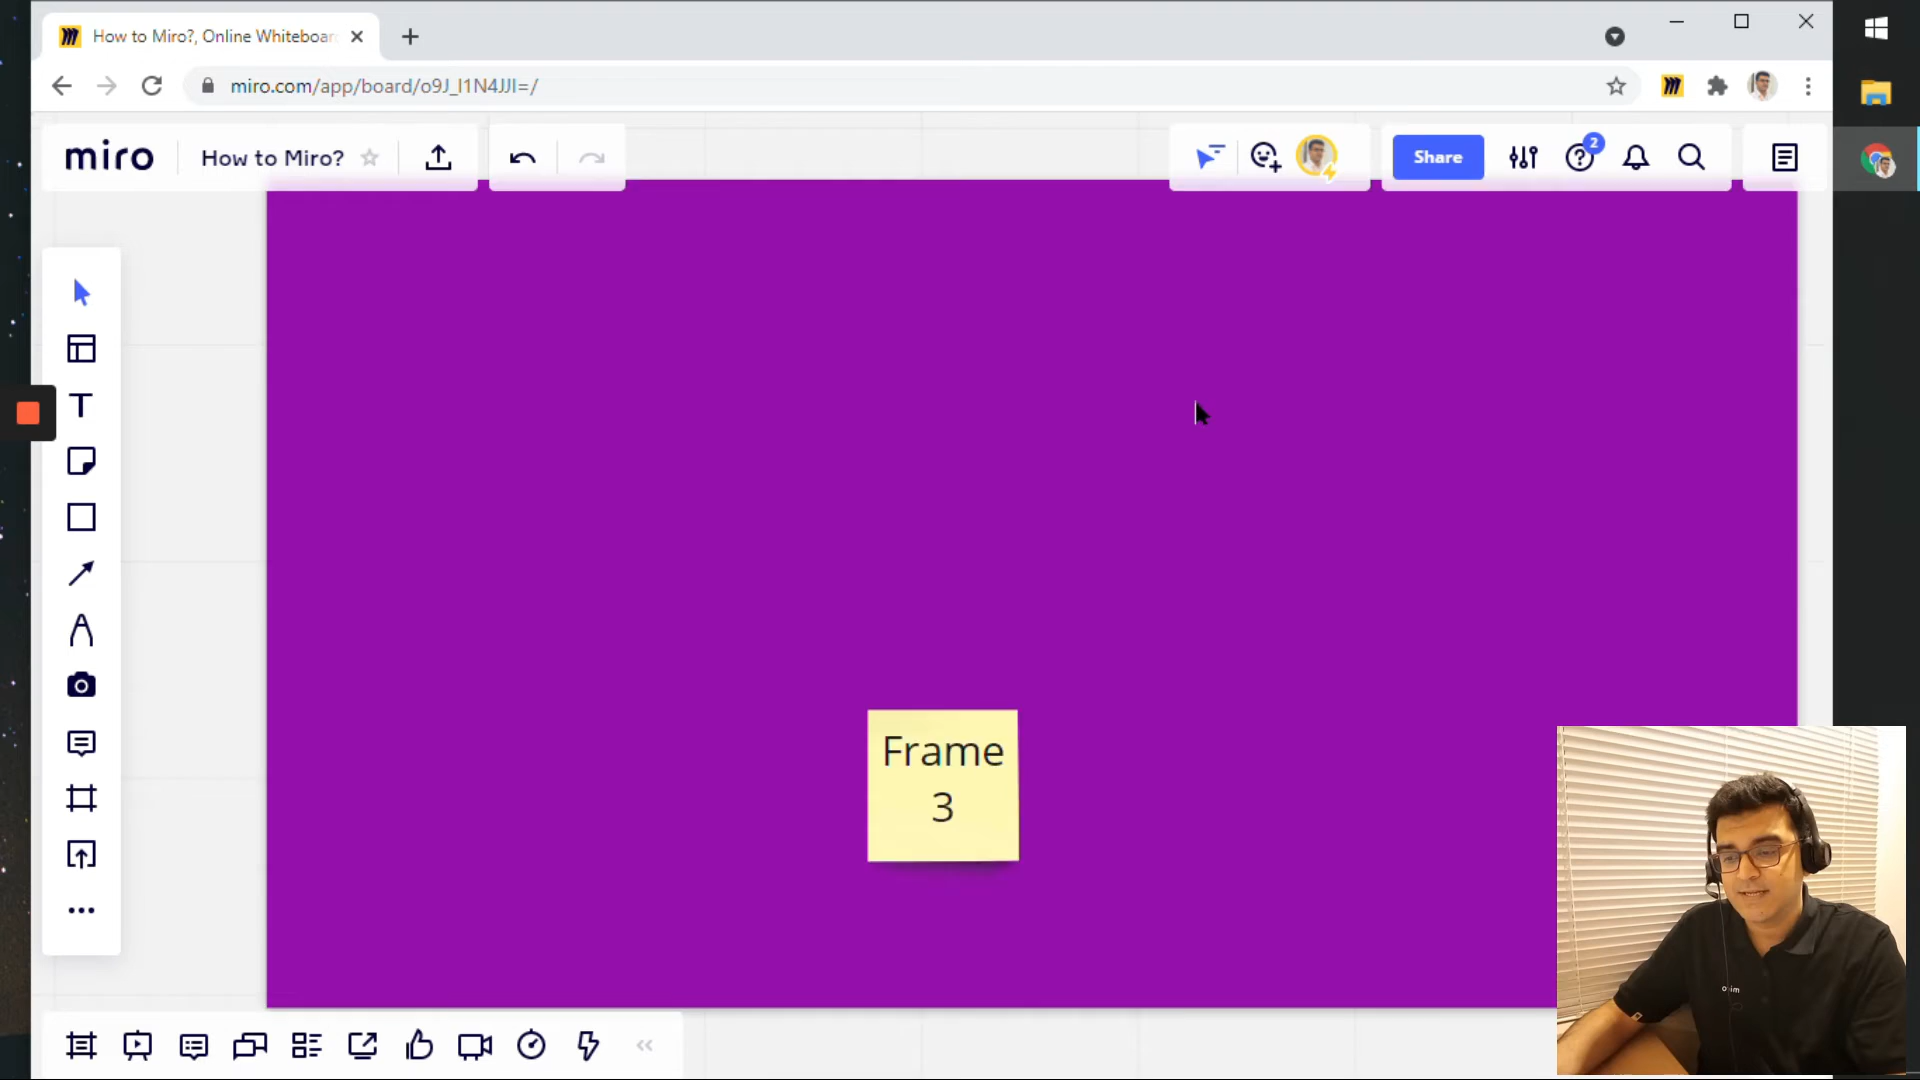 How to Miro?, Online Whiteboar
miro.com/app/board/o9J_l1N4JJI=/
miro
How to Miro?
Share
2
Frame
3